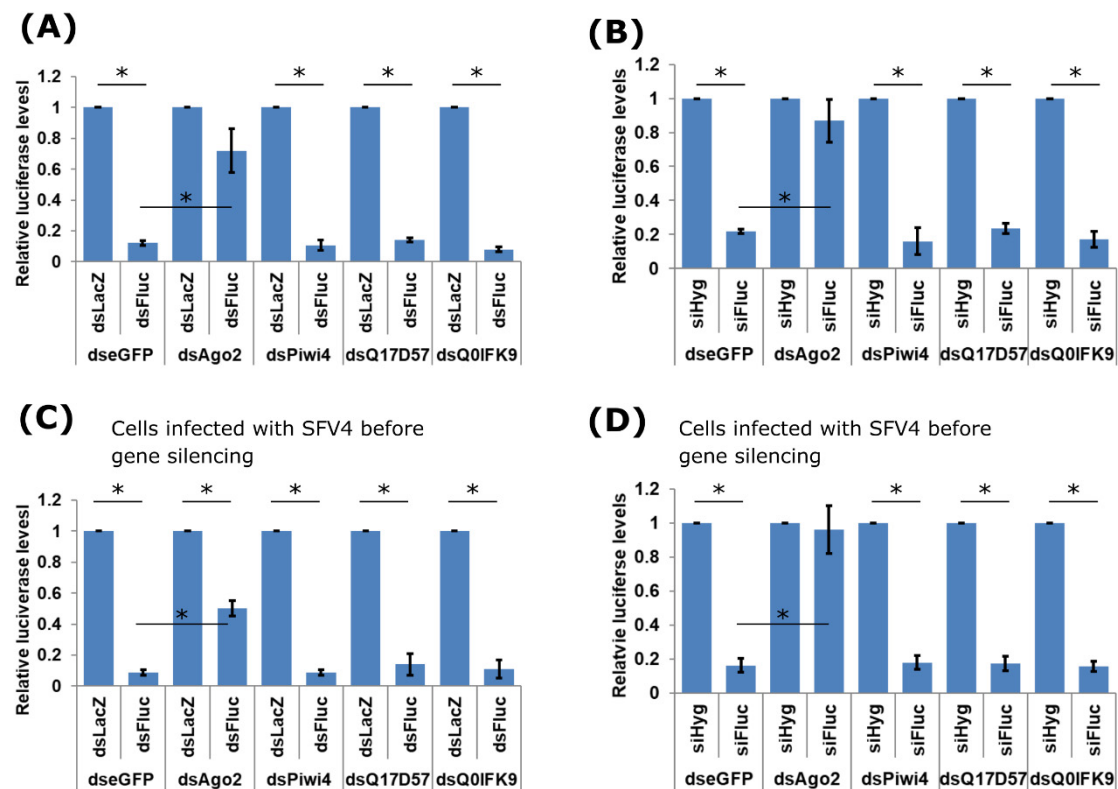 (A)
*
*
*
*
*
Relative luciferase levesl
1.2
1
0.8
0.6
0.4
0.2
0
dsLacZ
dsFluc
dsLacZ
dsFluc
dsLacZ
dsFluc
dsLacZ
dsFluc
dsLacZ
dsFluc
dseGFP
dsAgo2
dsPiwi4
dsQ17D57
dsQ0IFK9
(B)
*
*
*
*
*
Relative luciferase levels
1.2
1
0.8
0.6
0.4
0.2
0
siHyg
siFluc
siHyg
siFluc
siHyg
siFluc
siHyg
siFluc
siHyg
siFluc
dseGFP
dsAgo2
dsPiwi4
dsQ17D57
dsQ0IFK9
(C)
Cells infected with SFV4 before
gene silencing
*
*
*
*
*
*
Relative luciverase levesl
1.2
1
0.8
0.6
0.4
0.2
0
dsLacZ
dsFluc
dsLacZ
dsFluc
dsLacZ
dsFluc
dsLacZ
dsFluc
dsLacZ
dsFluc
dseGFP
dsAgo2
dsPiwi4
dsQ17D57
dsQ0IFK9
(D)
Cells infected with SFV4 before
gene silencing
*
*
*
*
*
Relatvie luciferse levels
1.2
1
0.8
0.6
0.4
0.2
0
siHyg
siFluc
siHyg
siFluc
siHyg
siFluc
siHyg
siFluc
siHyg
siFluc
dseGFP
dsAgo2
dsPiwi4
dsQ17D57
dsQ0IFK9